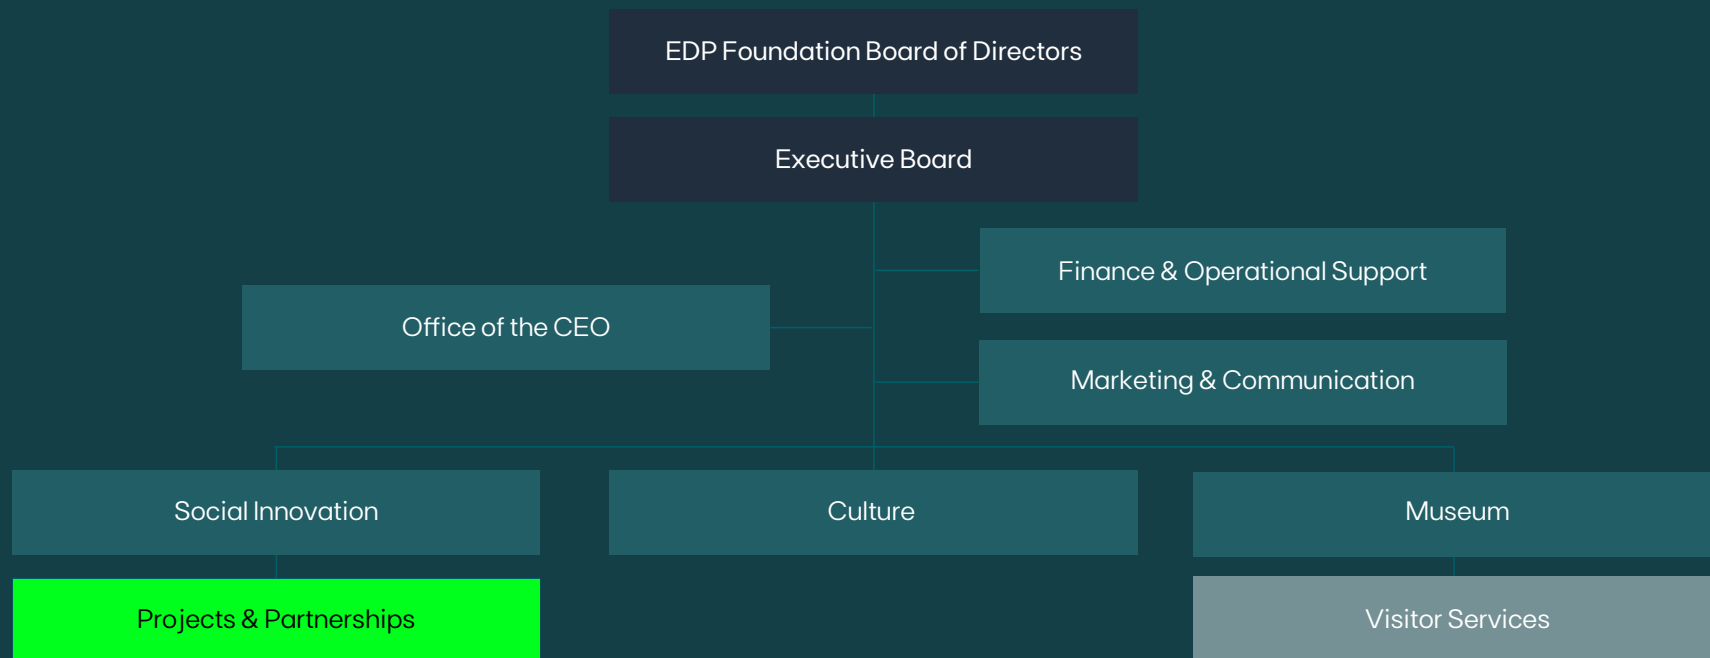 EDP Foundation Board of Directors
Executive Board
Finance & Operational Support
Office of the CEO
Marketing & Communication
Social Innovation
Culture
Museum
Projects & Partnerships
Visitor Services